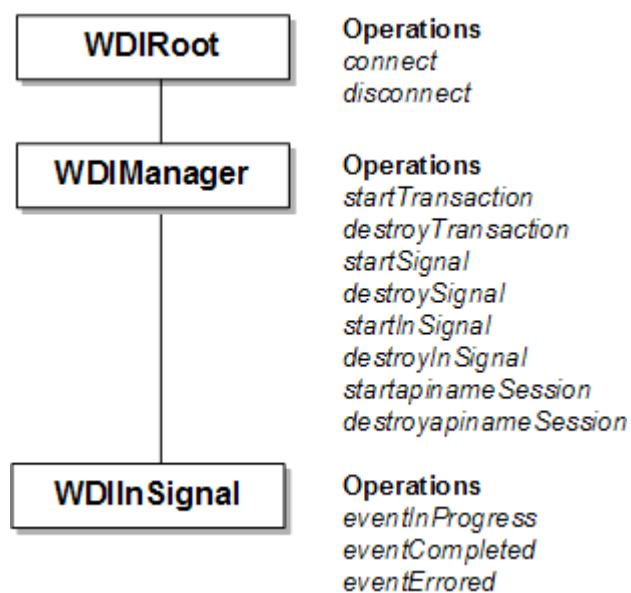 WDIRoot
Operations
connect
disconnect
WDIManager
Operations
startTransaction
destroyTransaction
startSignal
destroySignal
startInSignal
destroyInSignal
startapinameSession
destroyapinameSession
WDIInSignal
Operations
eventInProgress
eventCompleted
eventErrored